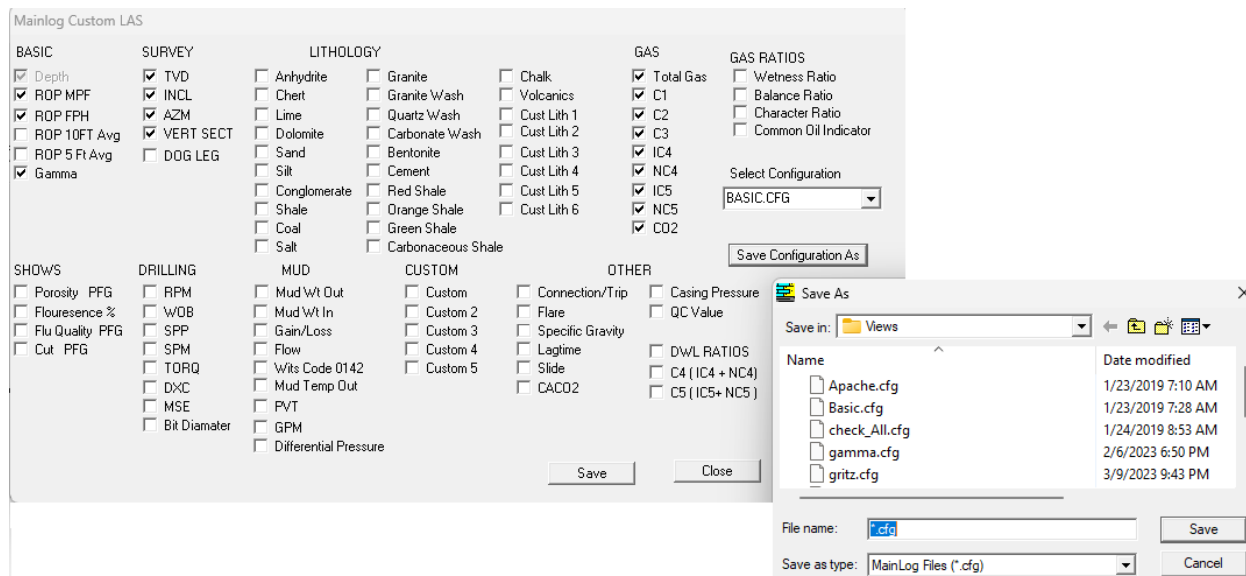 Mainlog Custom LAS
BASIC SURVEY LITHOLOGY GAS GAS RATIOS
Depth TVD Anhydrite Granite Chalk Total Gas Wetness Ratio
ROP MPF INCL Chert Granite Wash Volcanics C1 Balance Ratio
ROP FPH AZM Lime Quartz Wash Cust Lith 1 C2 Character Ratio
ROP 10FT Avg VERT SECT Dolomite Carbonate Wash Cust Lith 2 C3 Common Oil Indicator
ROP 5 Ft Avg DOG LEG Sand Bentonite Cust Lith 3 IC4
Gamma Silt Cement Cust Lith 4 NC4 Select Configuration
Conglomerate Red Shale Cust Lith 5 IC5 BASIC.CFG
Shale Orange Shale Cust Lith 6 NC5
Coal Green Shale CO2
Salt Carbonaceous Shale Save Configuration As
SHOWS DRILLING MUD CUSTOM OTHER
Porosity PFG RPM Mud Wt Out Custom Connection/Trip Casing Pressure
Flouresence % WOB Mud Wt In Custom 2 Flare QC Value
Flu Quality PFG SPP Gain/Loss Custom 3 Specific Gravity
Cut PFG SPM Flow Custom 4 Lagtime DWL RATIOS
TORQ Wits Code 0142 Custom 5 Slide C4 ( IC4 + NC4)
DXC Mud Temp Out CACO2 C5 ( IC5+ NC5 )
MSE PVT
Bit Diamater GPM
Differential Pressure
Save Close
Save As
Save in: Views
Name Date modified
Apache.cfg 1/23/2019 7:10 AM
Basic.cfg 1/23/2019 7:28 AM
check_All.cfg 1/24/2019 8:53 AM
gamma.cfg 2/6/2023 6:50 PM
gritz.cfg 3/9/2023 9:43 PM
File name: *.cfg Save
Save as type: MainLog Files (*.cfg) Cancel